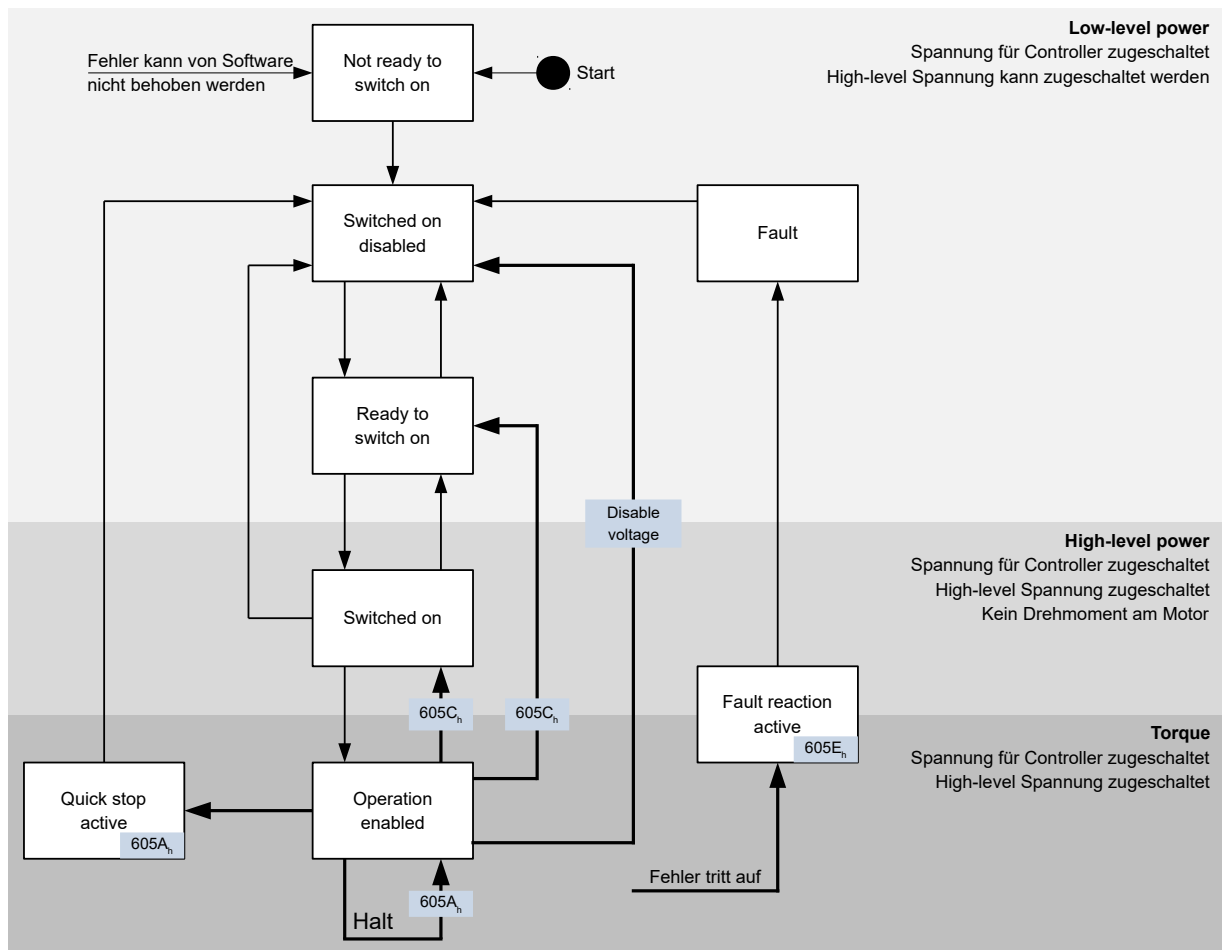 Low-level power
Spannung für Controller zugeschaltet
High-level Spannung kann zugeschaltet werden
Fehler kann von Software
nicht behoben werden
Not ready to
switch on
Start
Switched on
disabled
Fault
Ready to
switch on
Disable
voltage
High-level power
Spannung für Controller zugeschaltet
High-level Spannung zugeschaltet
Kein Drehmoment am Motor
Switched on
605Ch
605Ch
Fault reaction
active
605Eh
Torque
Spannung für Controller zugeschaltet
High-level Spannung zugeschaltet
Quick stop
active
605Ah
Operation
enabled
Fehler tritt auf
605Ah
Halt